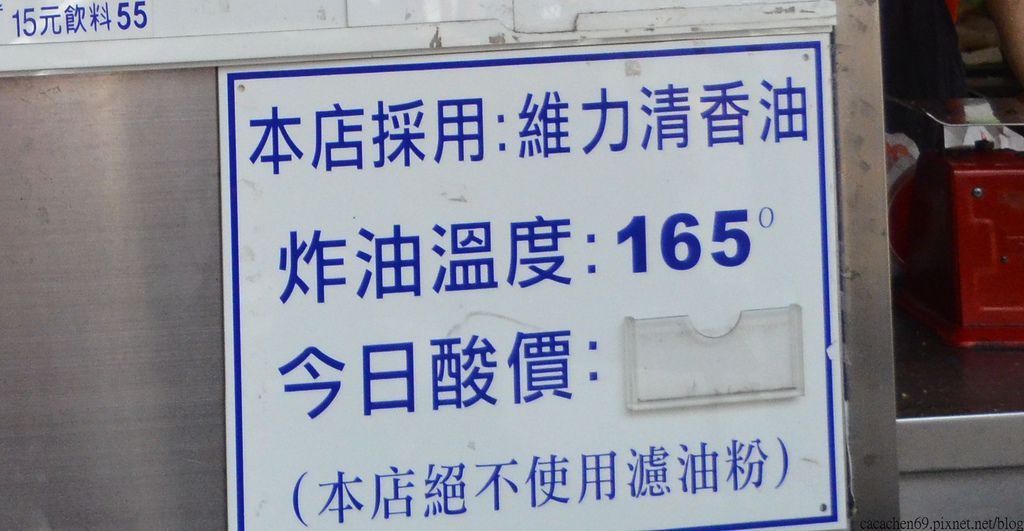 15元飲料55
本店採用:維力清香油
炸油溫度:165°
今日酸價:
(本店絕不使用濾油粉)
cacachen69.pixnet.net/blog